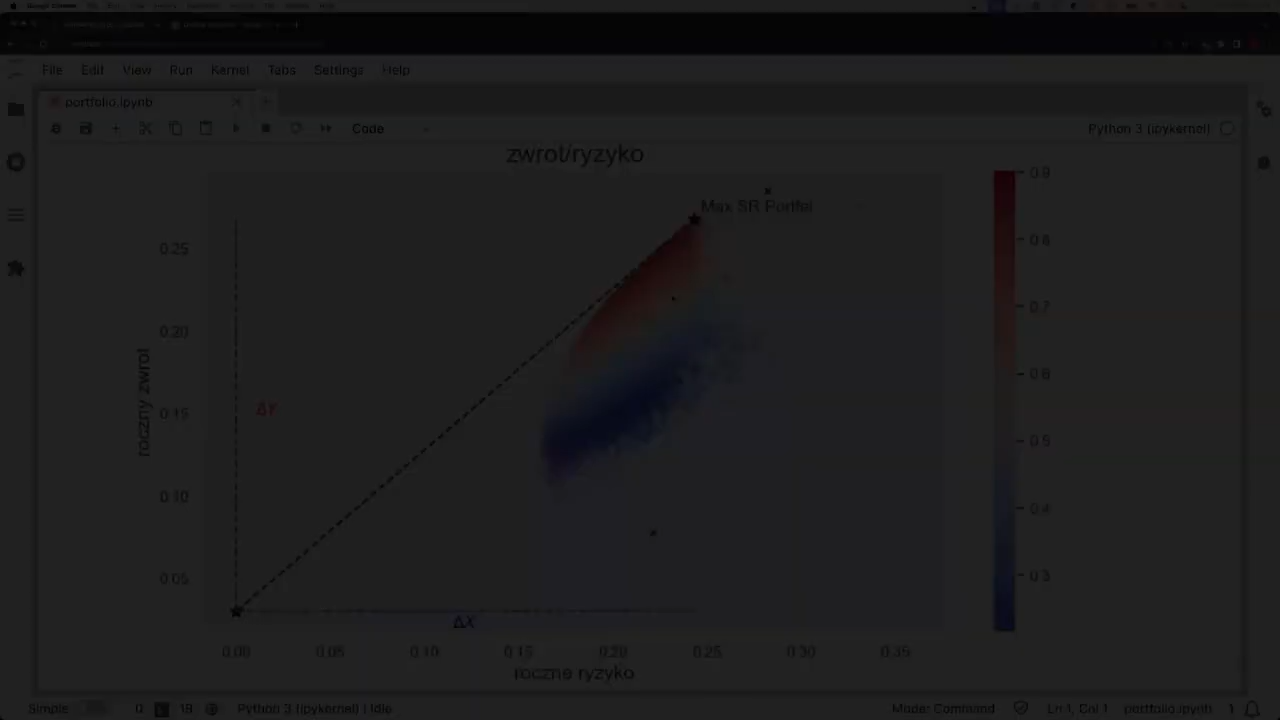 File Edit View Run Kernel Tabs Settings Help
portfolio.ipynb
Code
Python 3 (ipykernel)
zwrot/ryzyko
Max SR Portfel
0.9
0.8
0.7
0.6
0.5
0.4
0.3
0.25
0.20
0.15
0.10
0.05
roczny zwrot
ΔY
ΔX
0.00 0.05 0.10 0.15 0.20 0.25 0.30 0.35
roczne ryzyko
Simple 0 18 Python 3 (ipykernel) | Idle Mode: Command Ln 1, Col 1 portfolio.ipynb 1